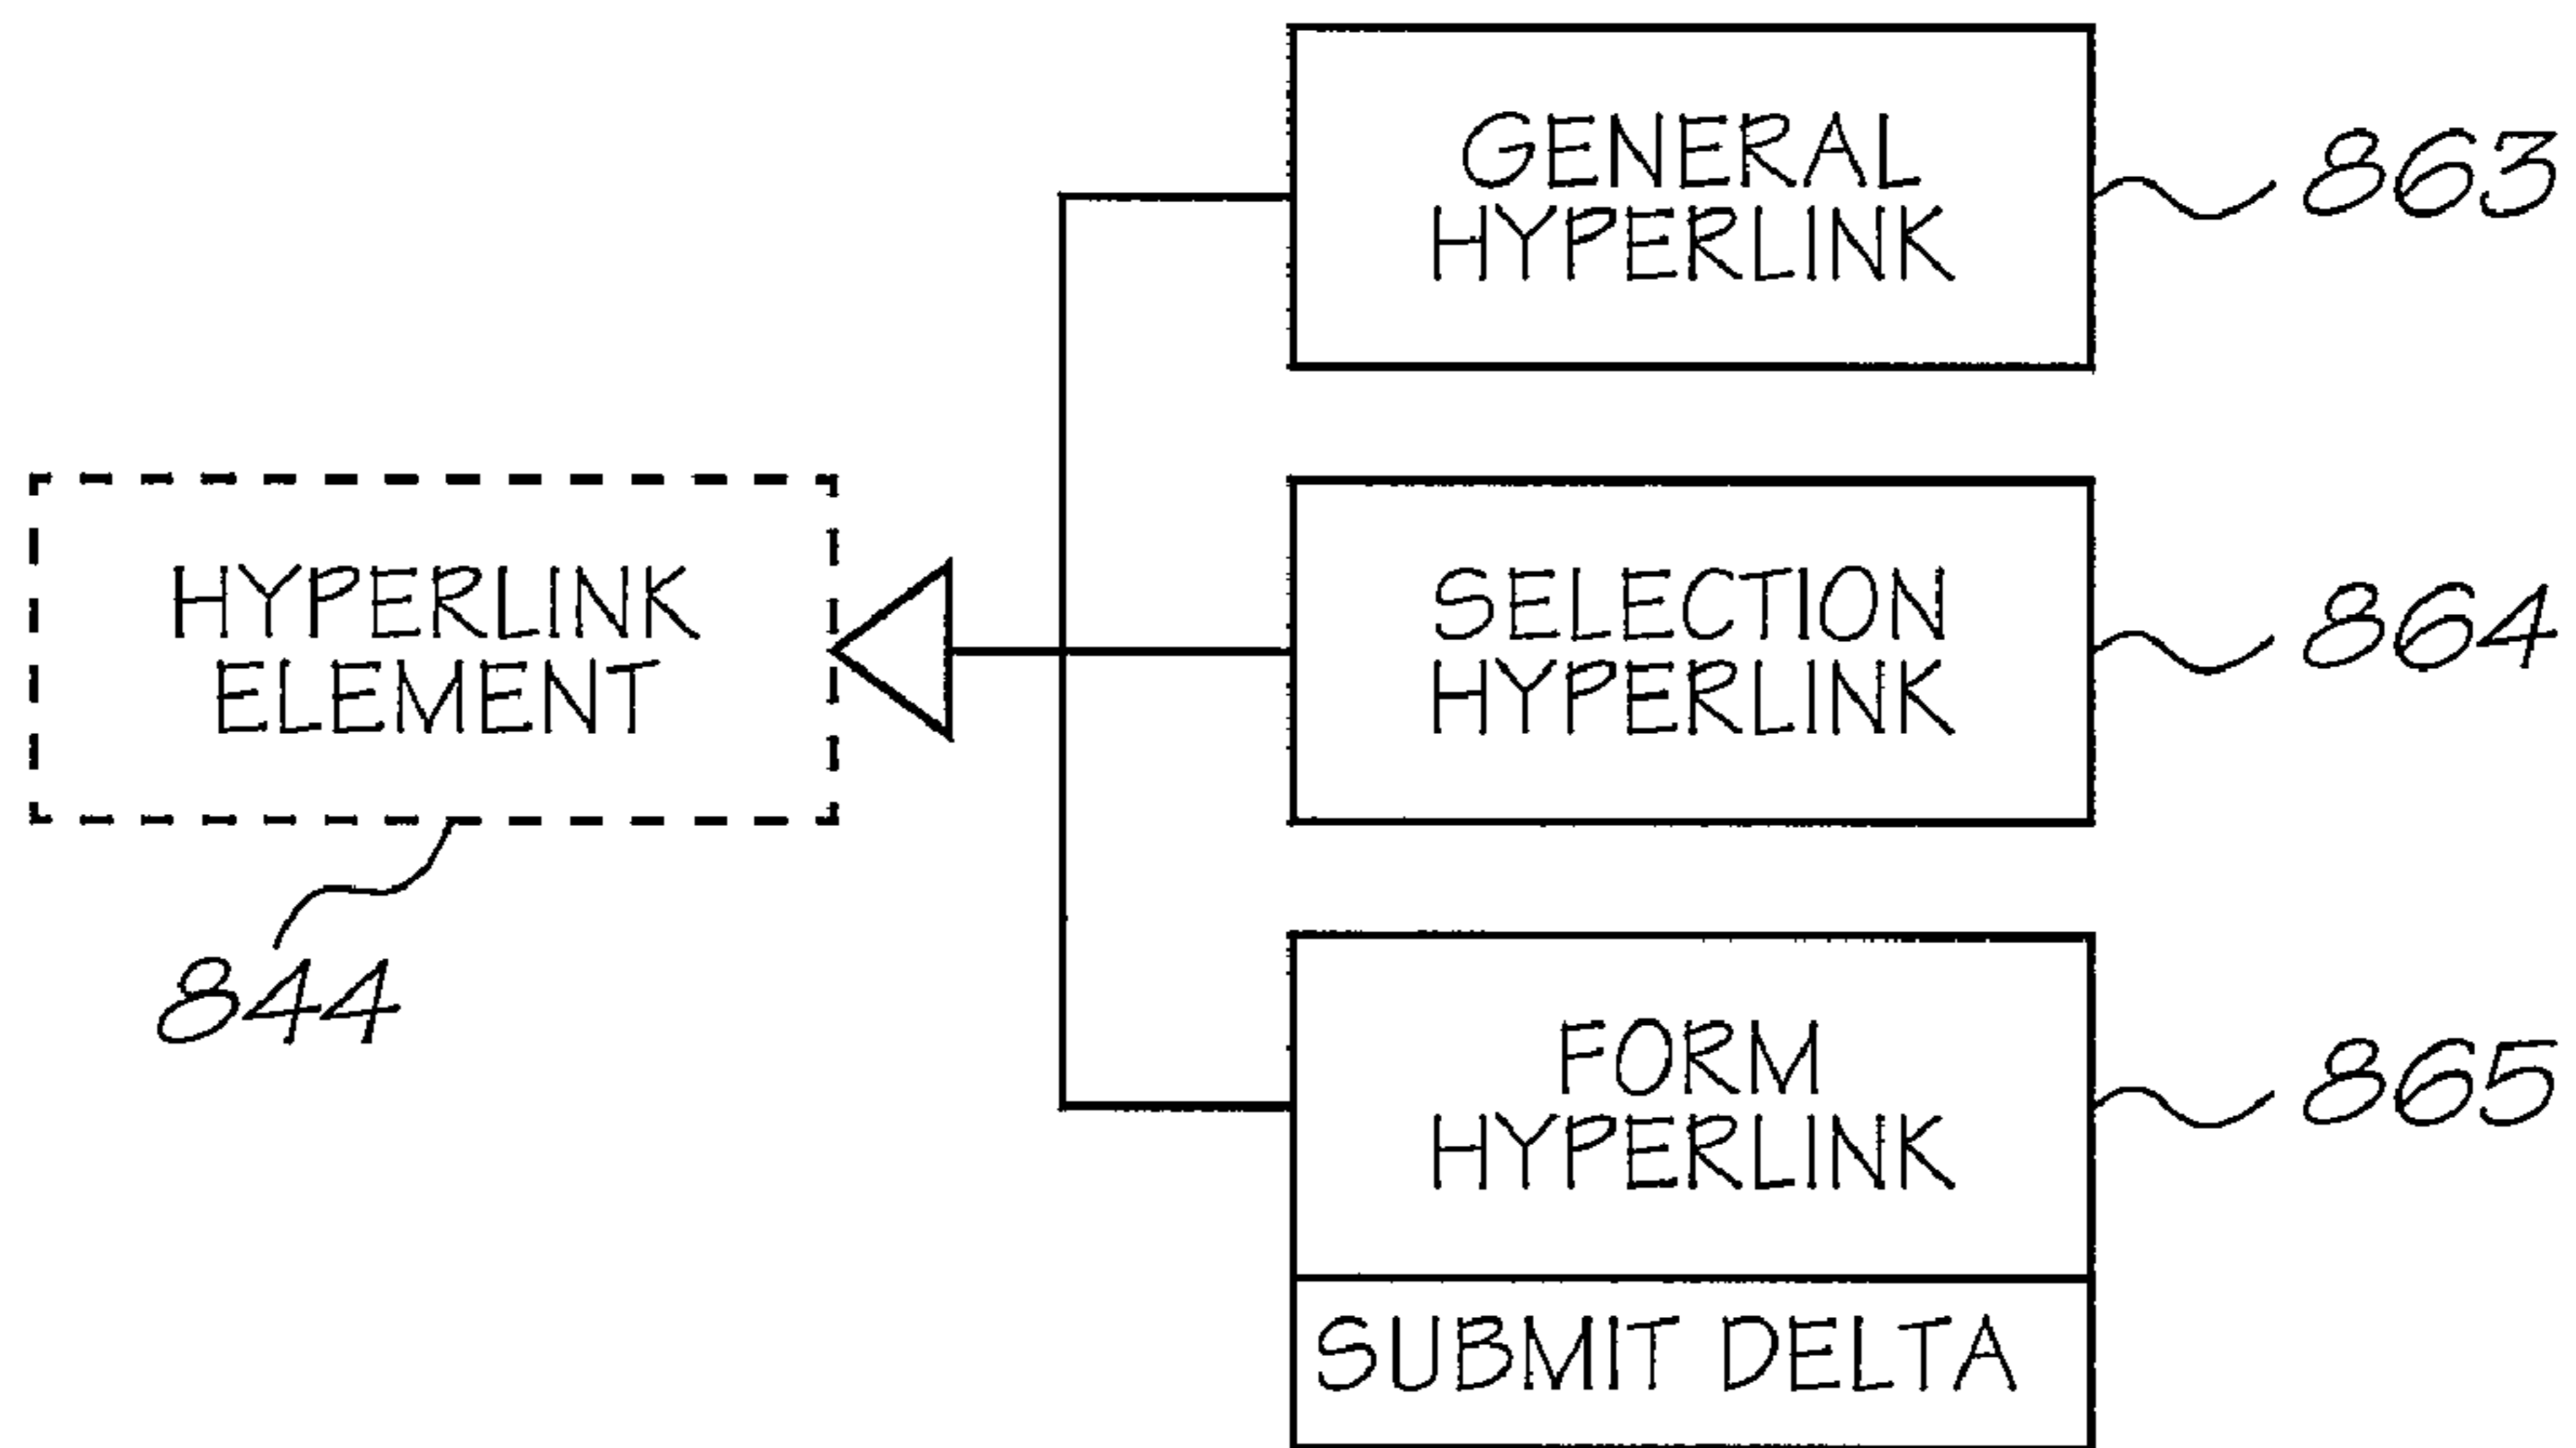 GENERAL
HYPERLINK
863
HYPERLINK
ELEMENT
844
SELECTION
HYPERLINK
864
FORM
HYPERLINK
865
SUBMIT DELTA